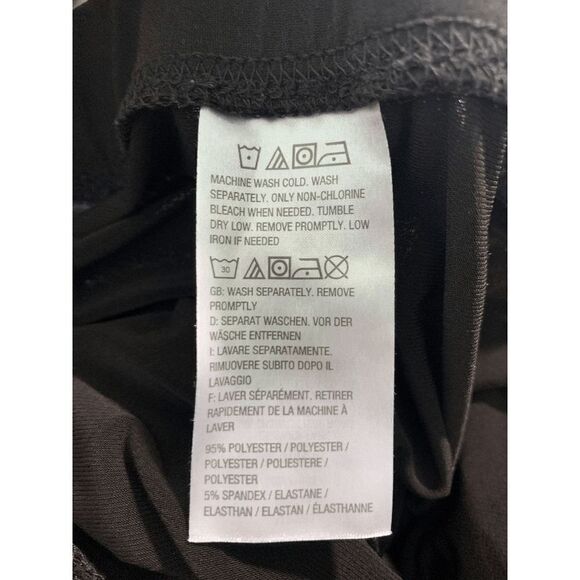 MACHINE WASH COLD. WASH
SEPARATELY. ONLY NON-CHLORINE
BLEACH WHEN NEEDED. TUMBLE
DRY LOW. REMOVE PROMPTLY. LOW
IRON IF NEEDED
30
GB: WASH SEPARATELY. REMOVE
PROMPTLY
D: SEPARAT WASCHEN. VOR DER
WÄSCHE ENTFERNEN
I: LAVARE SEPARATAMENTE.
RIMUOVERE SUBITO DOPO IL
LAVAGGIO
F: LAVER SÉPARÉMENT. RETIRER
RAPIDEMENT DE LA MACHINE À
LAVER
95% POLYESTER / POLYESTER /
POLYESTER / POLIESTERE /
POLYESTER
5% SPANDEX / ELASTANE /
ELASTHAN / ELASTAN / ÉLASTHANNE